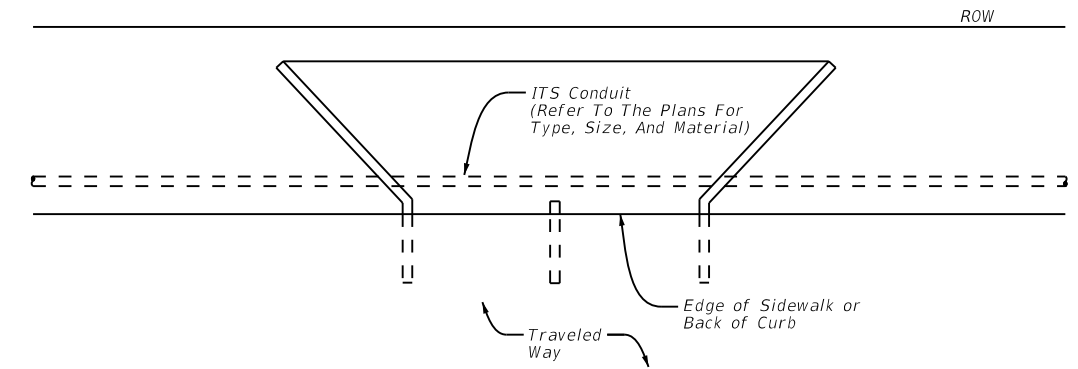 ROW
ITS Conduit
(Refer To The Plans For
Type, Size, And Material)
Edge of Sidewalk or
Back of Curb
Traveled
Way